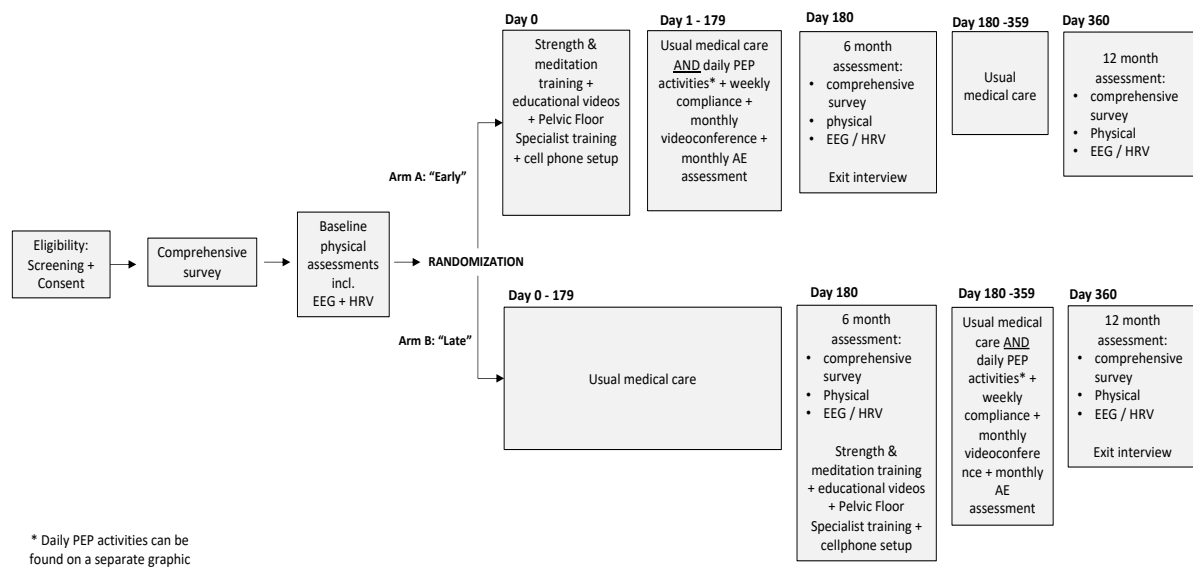 Eligibility:
Screening +
Consent
Comprehensive
survey
Baseline
physical
assessments
incl.
EEG + HRV
RANDOMIZATION
Arm A: “Early”
Day 0
Strength &
meditation
training +
educational videos
+ Pelvic Floor
Specialist training
+ cell phone setup
Day 1 - 179
Usual medical care
AND daily PEP
activities* + weekly
compliance +
monthly
videoconference +
monthly AE
assessment
Day 180
6 month
assessment:
• comprehensive
survey
• physical
• EEG / HRV
Exit interview
Day 180 -359
Usual
medical care
Day 360
12 month
assessment:
• comprehensive
survey
• Physical
• EEG / HRV
Arm B: “Late”
Day 0 - 179
Usual medical care
Day 180
6 month
assessment:
• comprehensive
survey
• Physical
• EEG / HRV
Strength &
meditation training
+ educational videos
+ Pelvic Floor
Specialist training +
cellphone setup
Day 180 -359
Usual medical
care AND
daily PEP
activities* +
weekly
compliance +
monthly
videoconfere
nce + monthly
AE
assessment
Day 360
12 month
assessment:
• comprehensive
survey
• Physical
• EEG / HRV
Exit interview
* Daily PEP activities can be
found on a separate graphic